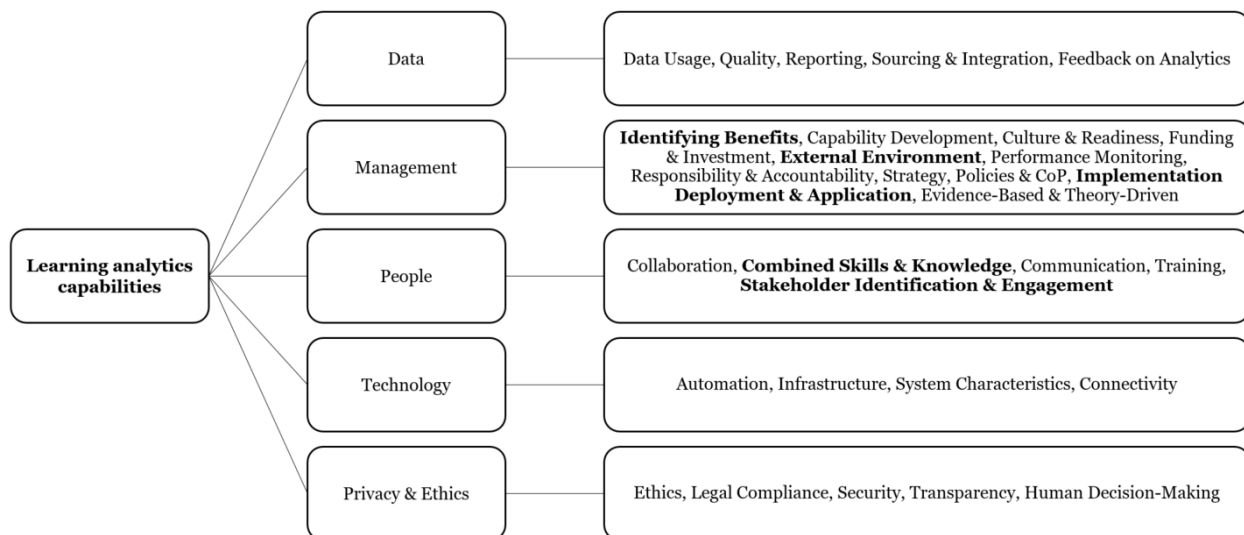 Data
Data Usage, Quality, Reporting, Sourcing & Integration, Feedback on Analytics
Management
Identifying Benefits, Capability Development, Culture & Readiness, Funding
& Investment, External Environment, Performance Monitoring,
Responsibility & Accountability, Strategy, Policies & CoP, Implementation
Deployment & Application, Evidence-Based & Theory-Driven
Learning analytics
capabilities
People
Collaboration, Combined Skills & Knowledge, Communication, Training,
Stakeholder Identification & Engagement
Technology
Automation, Infrastructure, System Characteristics, Connectivity
Privacy & Ethics
Ethics, Legal Compliance, Security, Transparency, Human Decision-Making